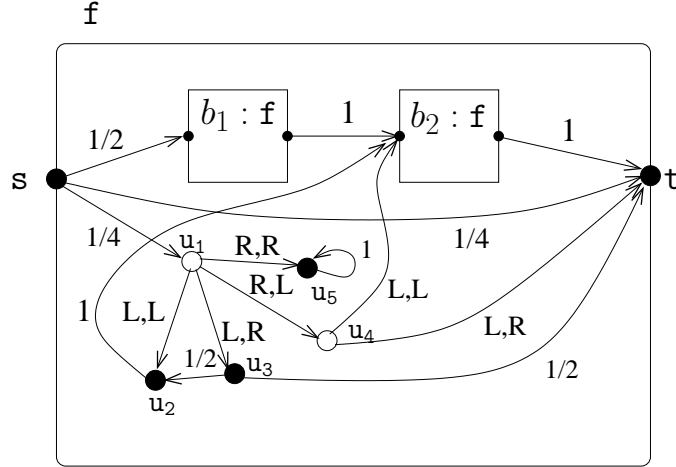 f
b₁ : f
1
b₂ : f
1/2
1
s
t
1/4
u₁
1/4
R,R
1
R,L
u₅
1
L,L
L,R
u₄
L,L
L,R
1/2
u₃
u₂
1/2